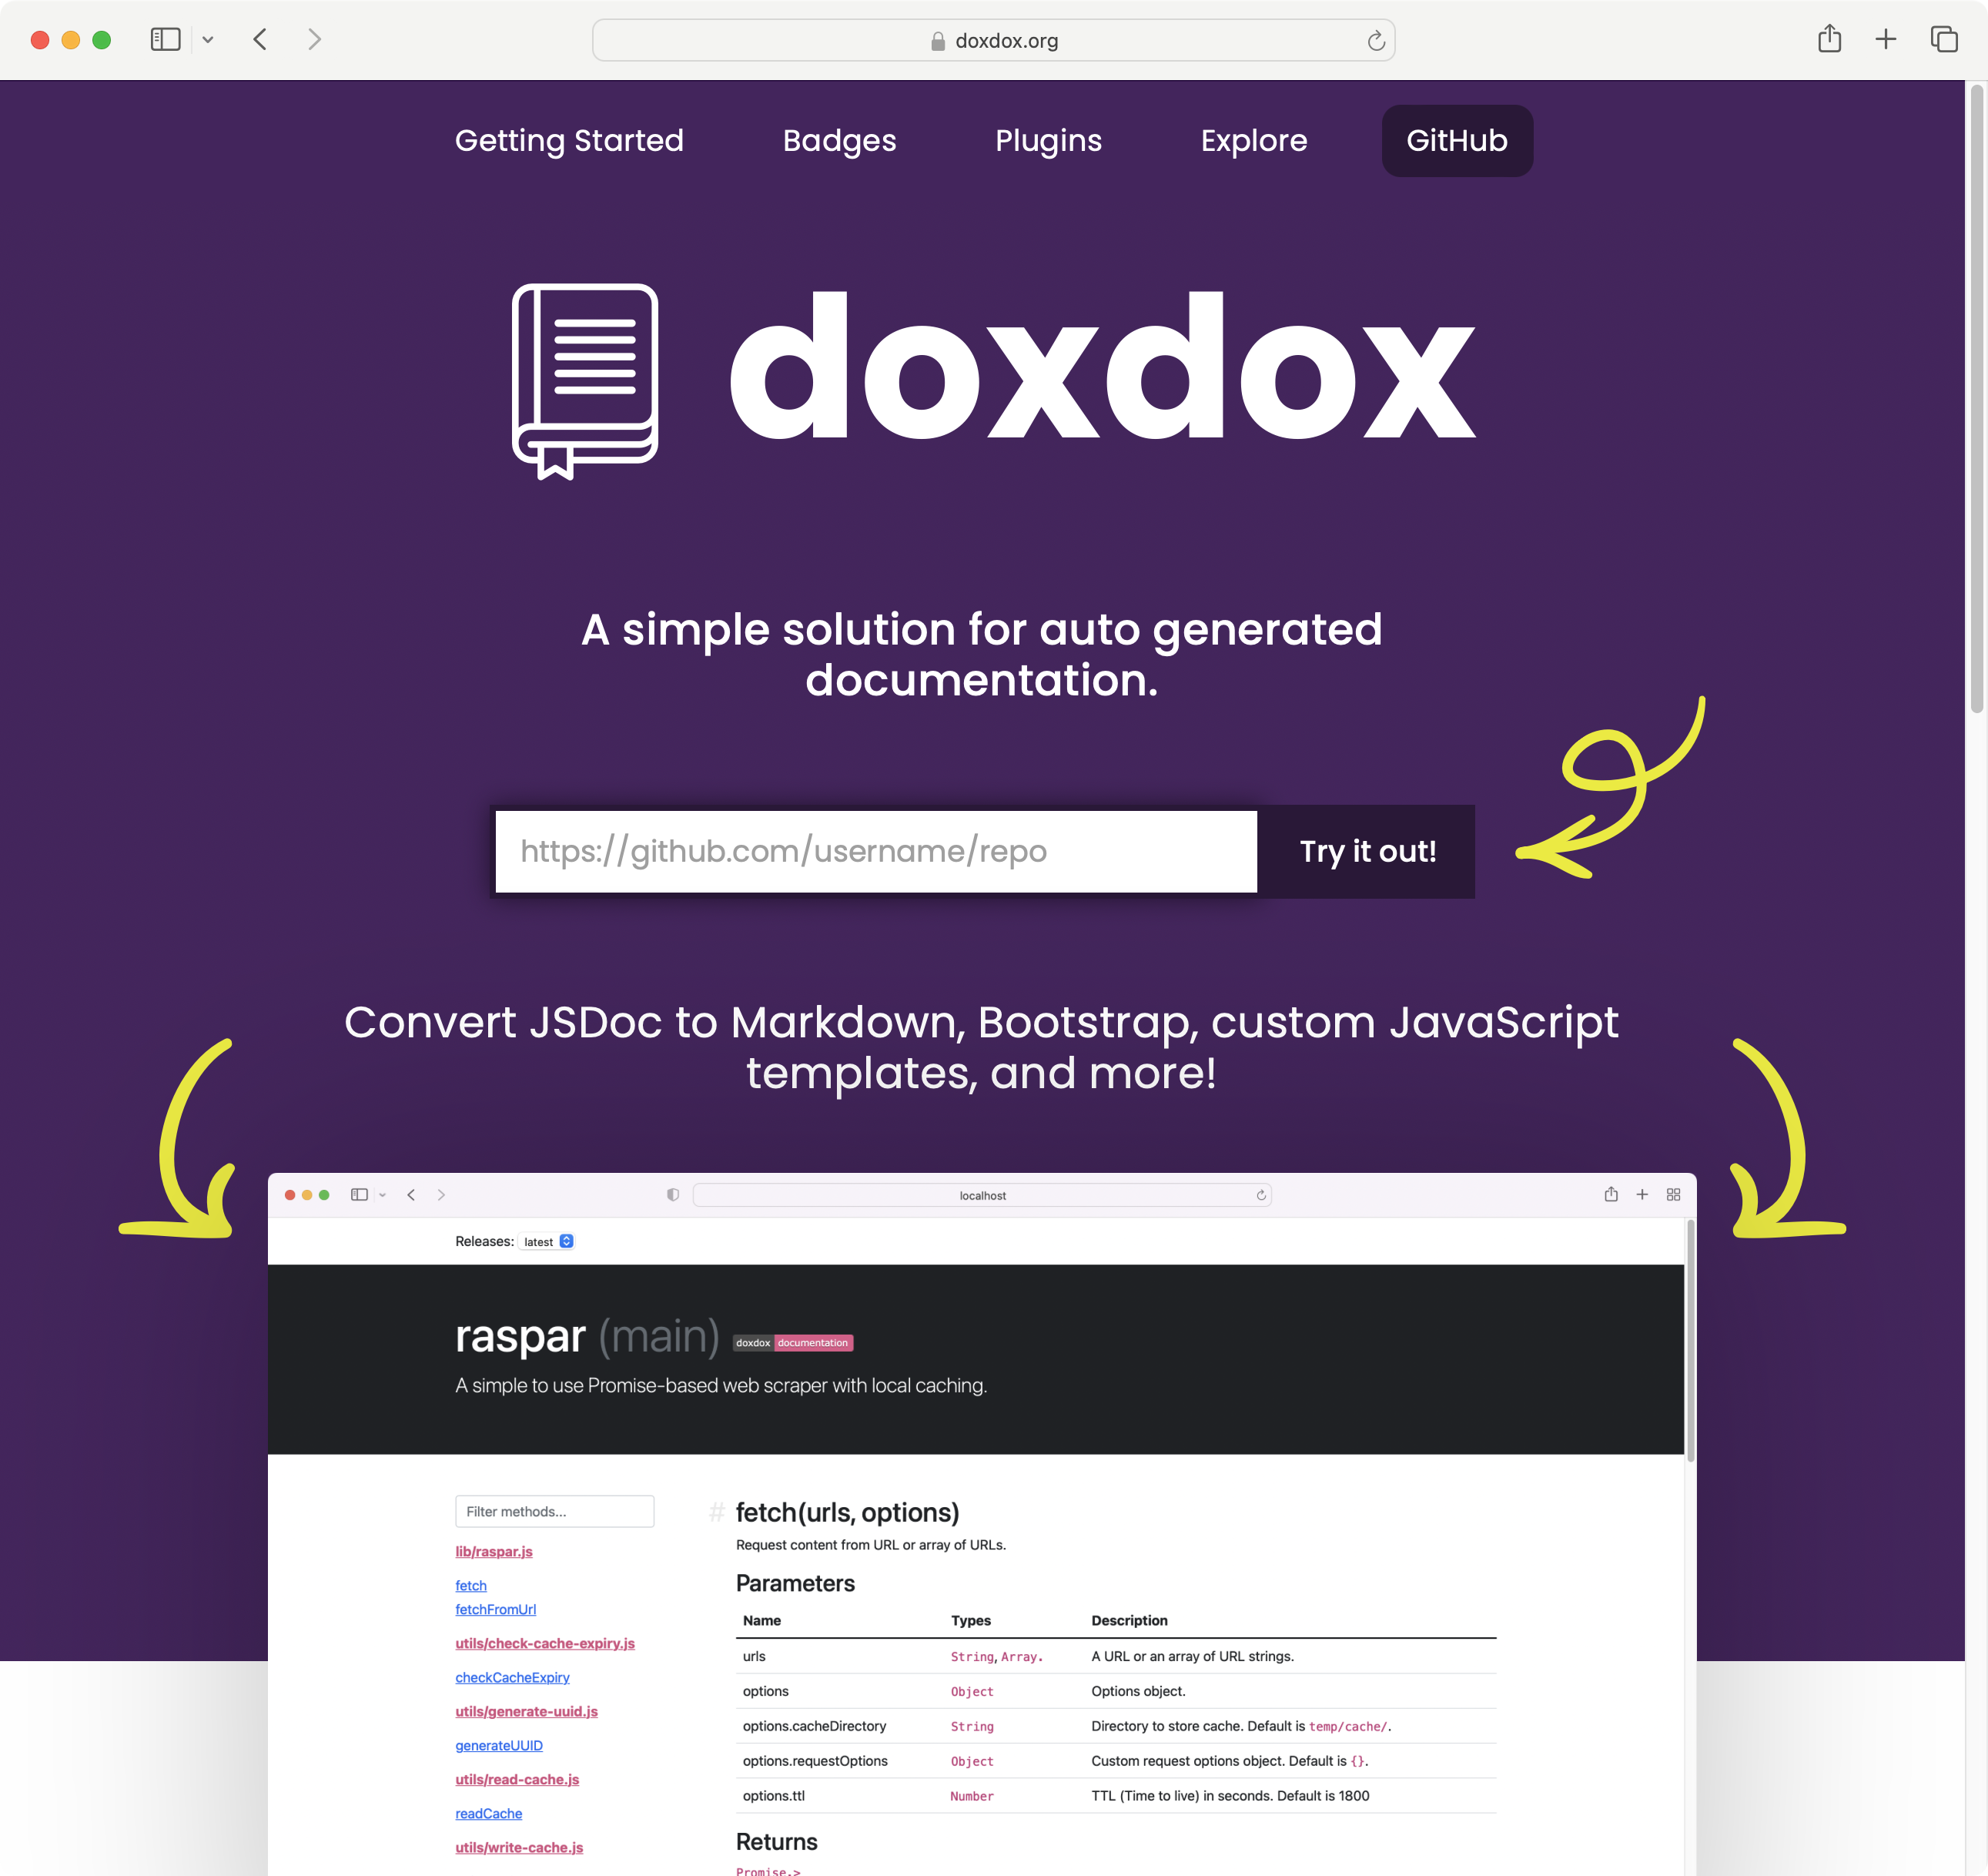 doxdox.org
Getting Started Badges Plugins Explore GitHub
doxdox
A simple solution for auto generated
documentation.
https://github.com/username/repo Try it out!
Convert JSDoc to Markdown, Bootstrap, custom JavaScript
templates, and more!
localhost
Releases: latest
raspar (main) doxdox documentation
A simple to use Promise-based web scraper with local caching.
Filter methods...
lib/raspar.js
fetch
fetchFromUrl
utils/check-cache-expiry.js
checkCacheExpiry
utils/generate-uuid.js
generateUUID
utils/read-cache.js
readCache
utils/write-cache.js
# fetch(urls, options)
Request content from URL or array of URLs.
Parameters
Name Types Description
urls String, Array. A URL or an array of URL strings.
options Object Options object.
options.cacheDirectory String Directory to store cache. Default is temp/cache/.
options.requestOptions Object Custom request options object. Default is {}.
options.ttl Number TTL (Time to live) in seconds. Default is 1800
Returns
Promise.>